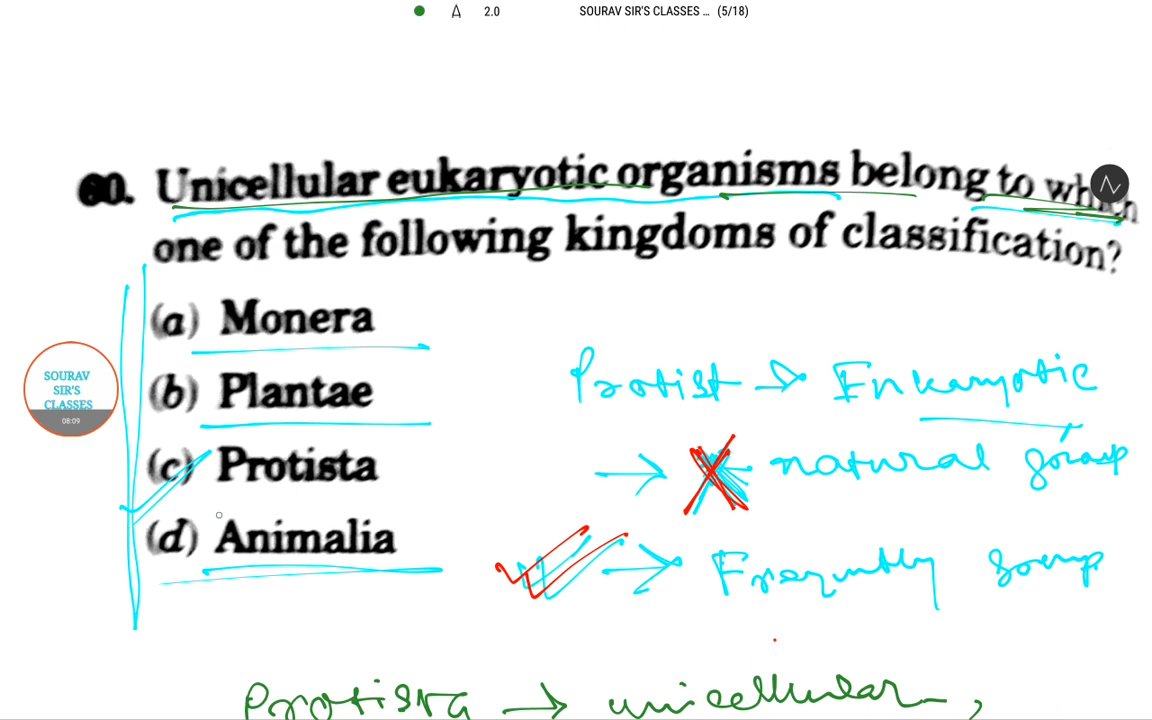 2.0 SOURAV SIR'S CLASSES ... (5/18)
60. Unicellular eukaryotic organisms belong to which
one of the following kingdoms of classification?
(a) Monera
(b) Plantae
(c) Protista
(d) Animalia
SOURAV
SIR'S
CLASSES
08:09
Protist → Eukaryotic
→ natural group
→ group
Protista → unicellular,